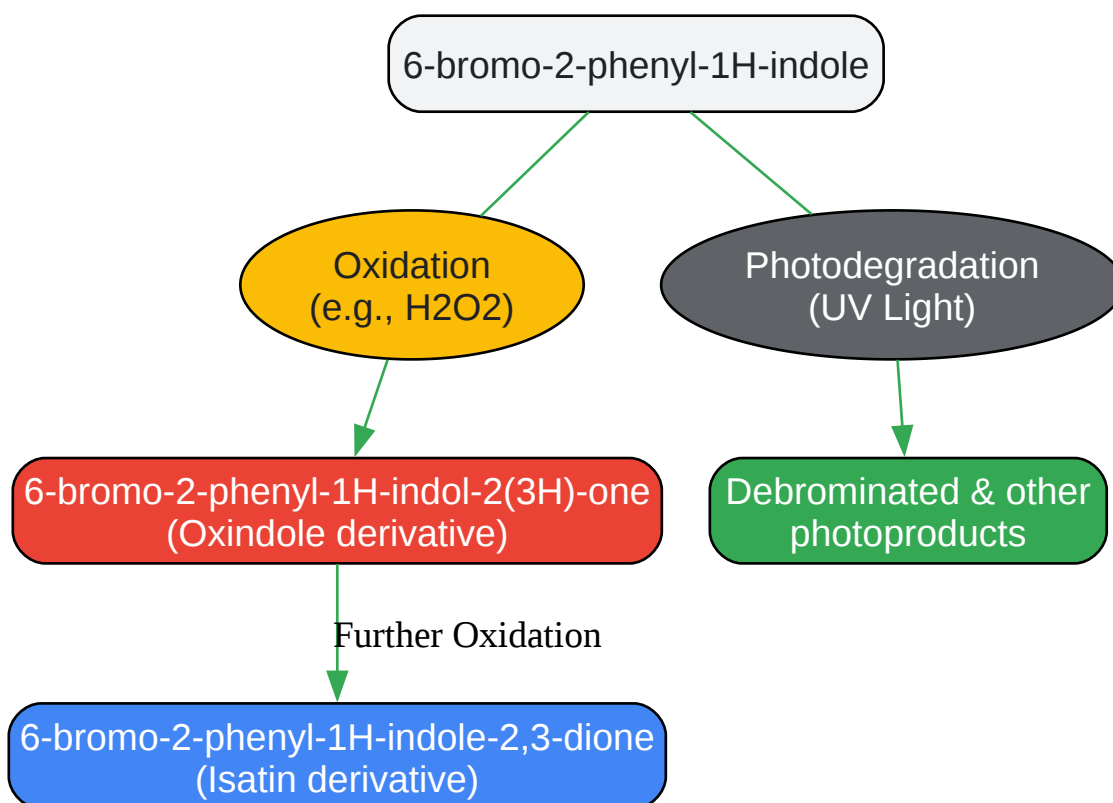 6-bromo-2-phenyl-1H-indole
Oxidation
(e.g., H2O2)
Photodegradation
(UV Light)
6-bromo-2-phenyl-1H-indol-2(3H)-one
(Oxindole derivative)
Debrominated & other
photoproducts
Further Oxidation
6-bromo-2-phenyl-1H-indole-2,3-dione
(Isatin derivative)